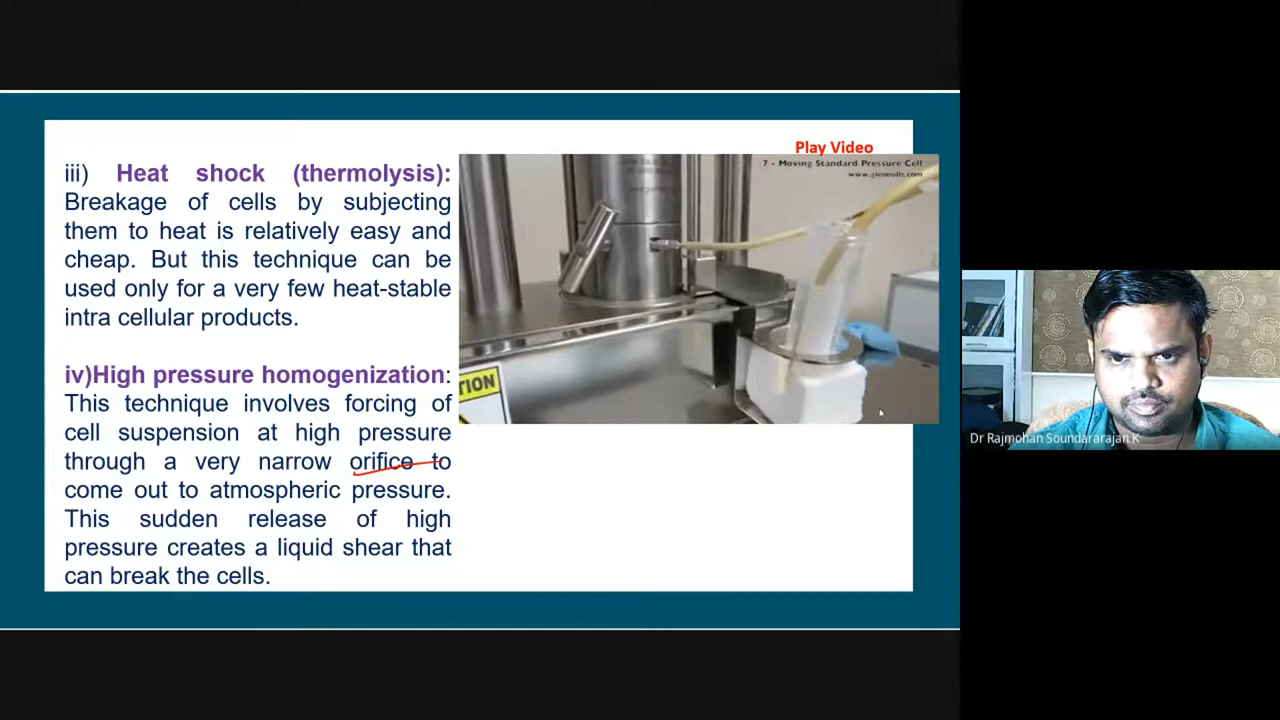 Play Video
7 - Moving Standard Pressure Cell
www.glenmills.com
iii) Heat shock (thermolysis):
Breakage of cells by subjecting
them to heat is relatively easy and
cheap. But this technique can be
used only for a very few heat-stable
intra cellular products.
iv)High pressure homogenization:
This technique involves forcing of
cell suspension at high pressure
through a very narrow orifice to
come out to atmospheric pressure.
This sudden release of high
pressure creates a liquid shear that
can break the cells.
TION
Dr Rajmohan Soundararajan K